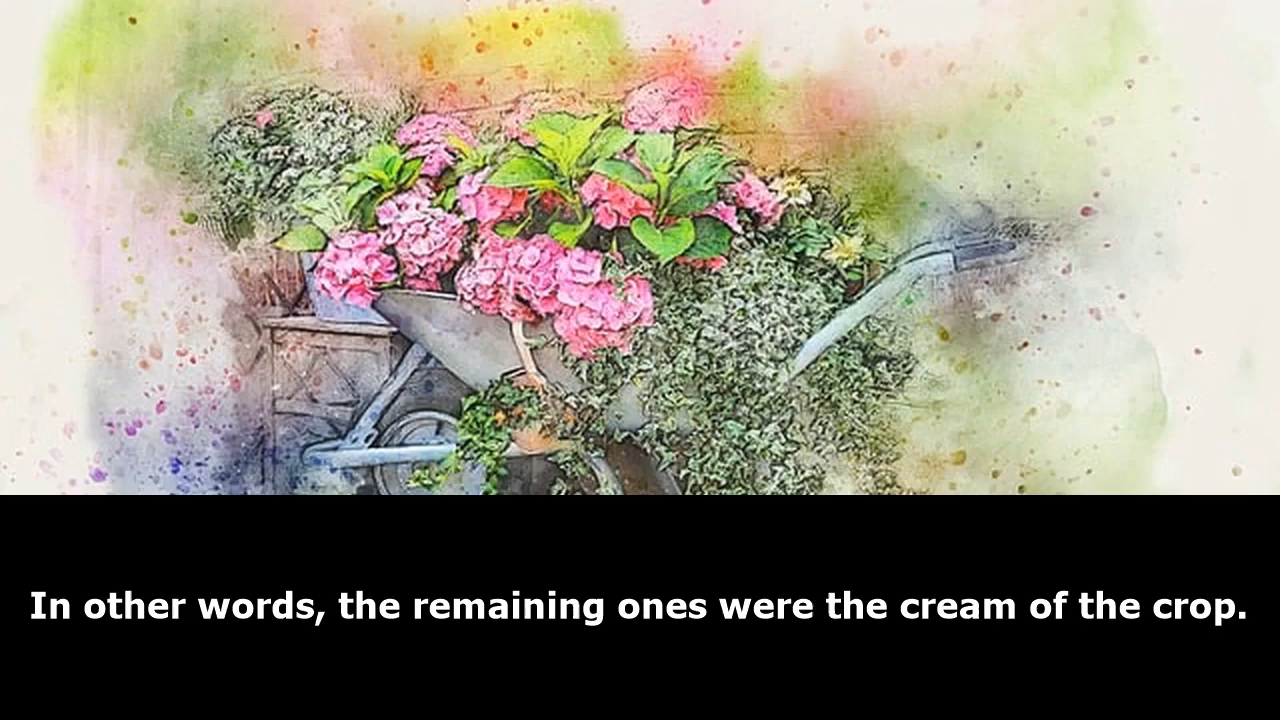 In other words, the remaining ones were the cream of the crop.